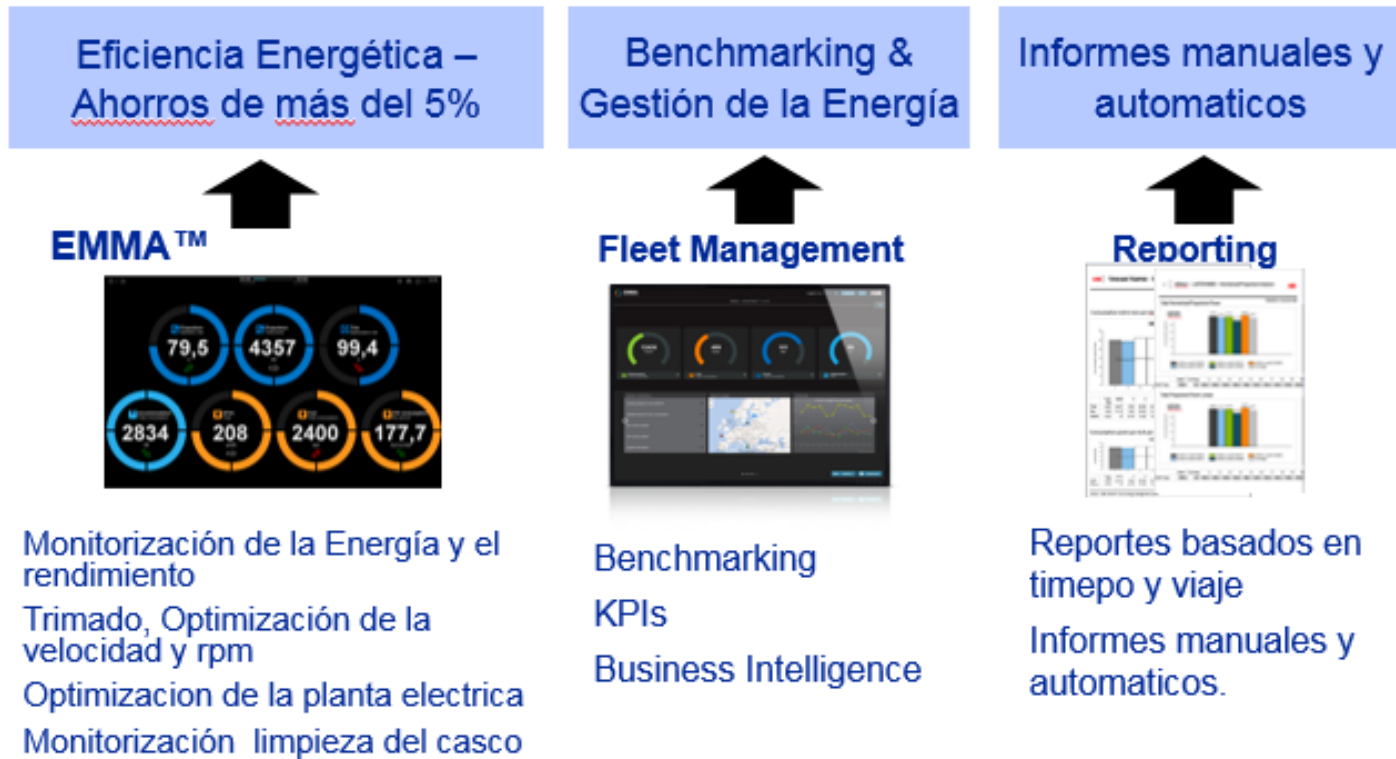 Eficiencia Energética –
Ahorros de más del 5%
Benchmarking &
Gestión de la Energía
Informes manuales y
automaticos
EMMA™
Fleet Management
Reporting
79,5
4357
99,4
2834
208
2400
177,7
Monitorización de la Energía y el
rendimiento
Trimado, Optimización de la
velocidad y rpm
Optimizacion de la planta electrica
Monitorización limpieza del casco
Benchmarking
KPIs
Business Intelligence
Reportes basados en
timepo y viaje
Informes manuales y
automaticos.